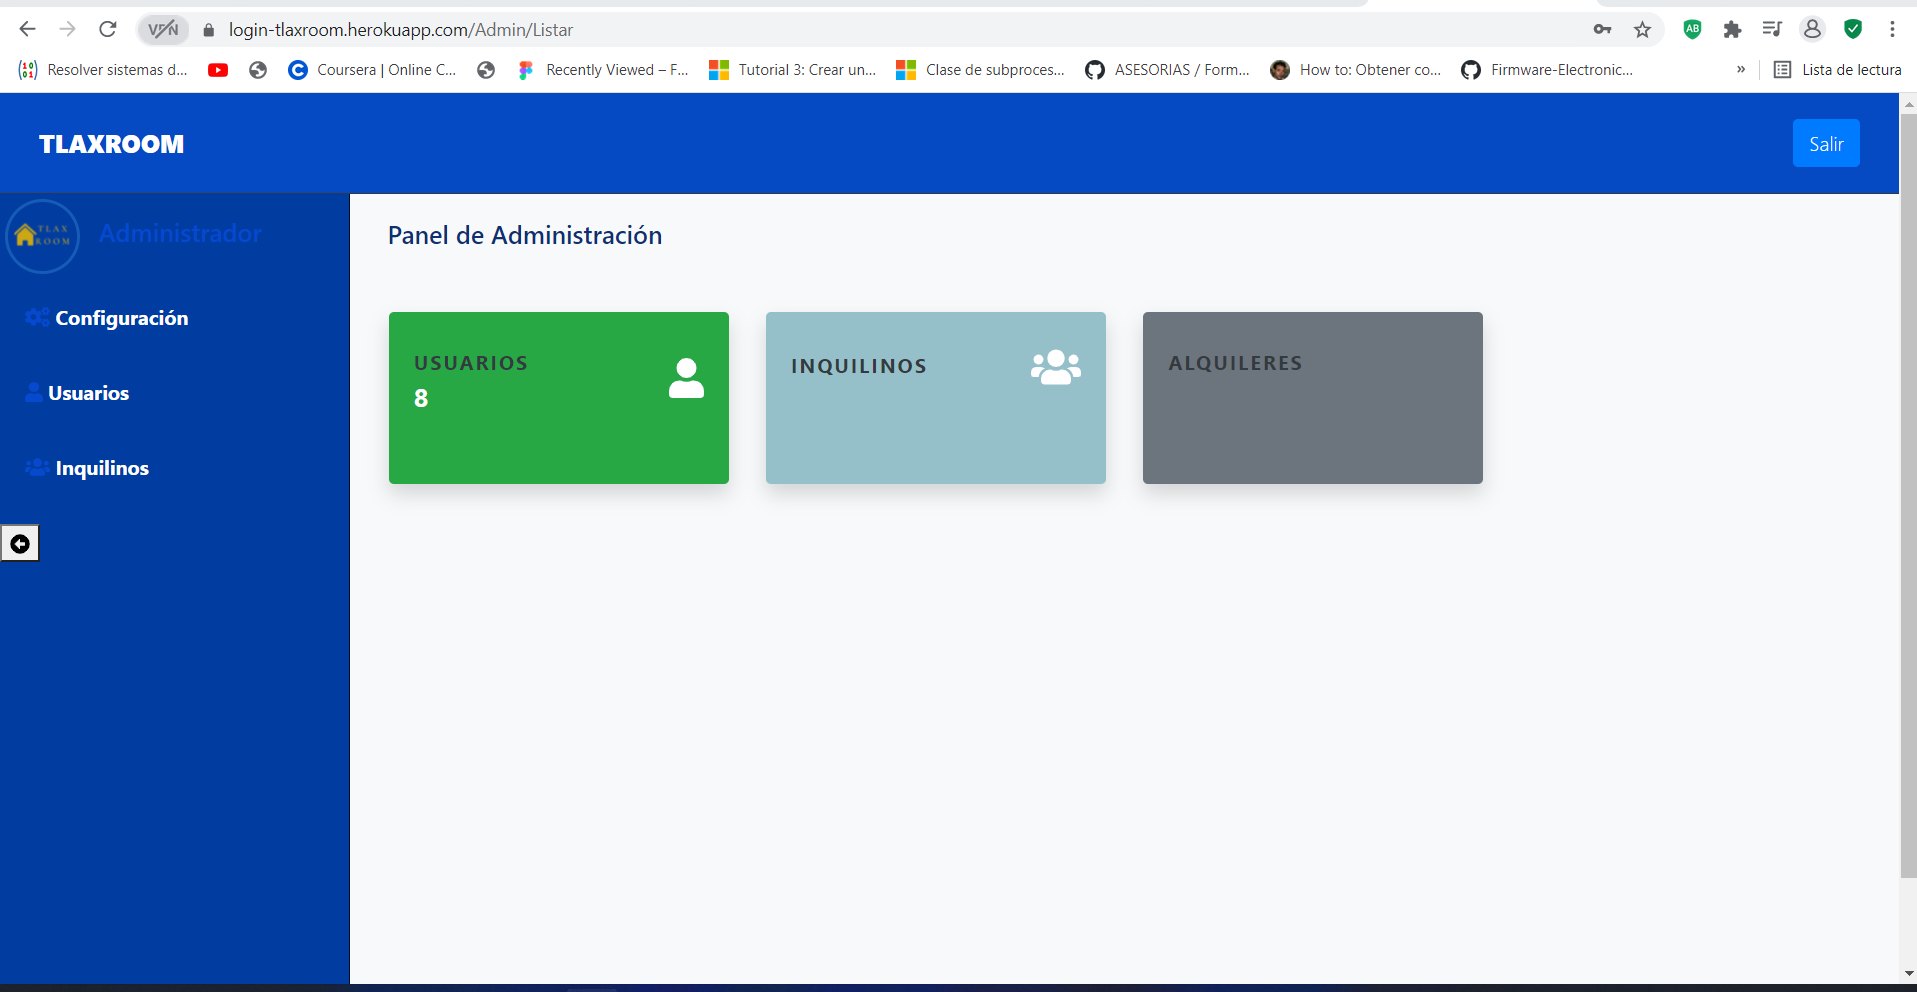 VPN
login-tlaxroom.herokuapp.com/Admin/Listar
AB
Resolver sistemas d...
Coursera | Online C...
Recently Viewed – F...
Tutorial 3: Crear un...
Clase de subproces...
ASESORIAS / Form...
How to: Obtener co...
Firmware-Electronic...
»
Lista de lectura
TLAXROOM
Salir
TLAX
ROOM
Administrador
Panel de Administración
Configuración
Usuarios
Inquilinos
USUARIOS
8
INQUILINOS
ALQUILERES